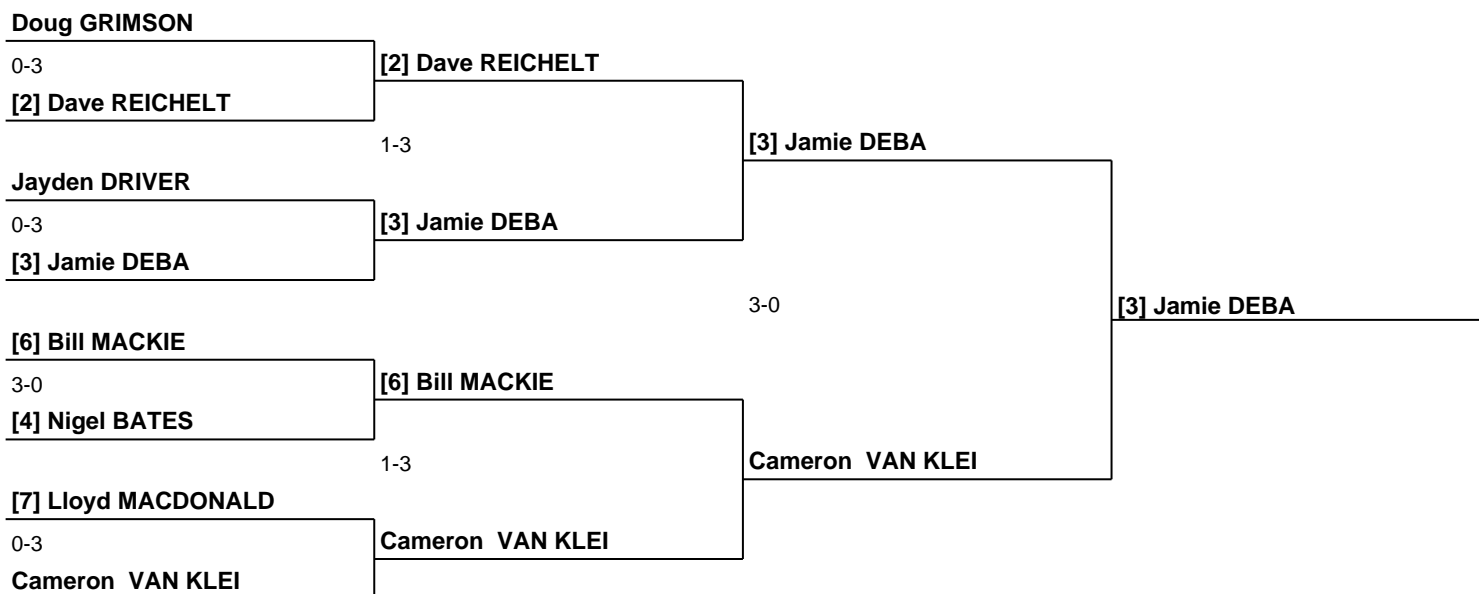 Doug GRIMSON
0-3
[2] Dave REICHELT
[2] Dave REICHELT
1-3
[3] Jamie DEBA
Jayden DRIVER
0-3
[3] Jamie DEBA
[3] Jamie DEBA
3-0
[3] Jamie DEBA
[6] Bill MACKIE
3-0
[6] Bill MACKIE
[4] Nigel BATES
1-3
Cameron  VAN KLEI
[7] Lloyd MACDONALD
0-3
Cameron  VAN KLEI
Cameron  VAN KLEI